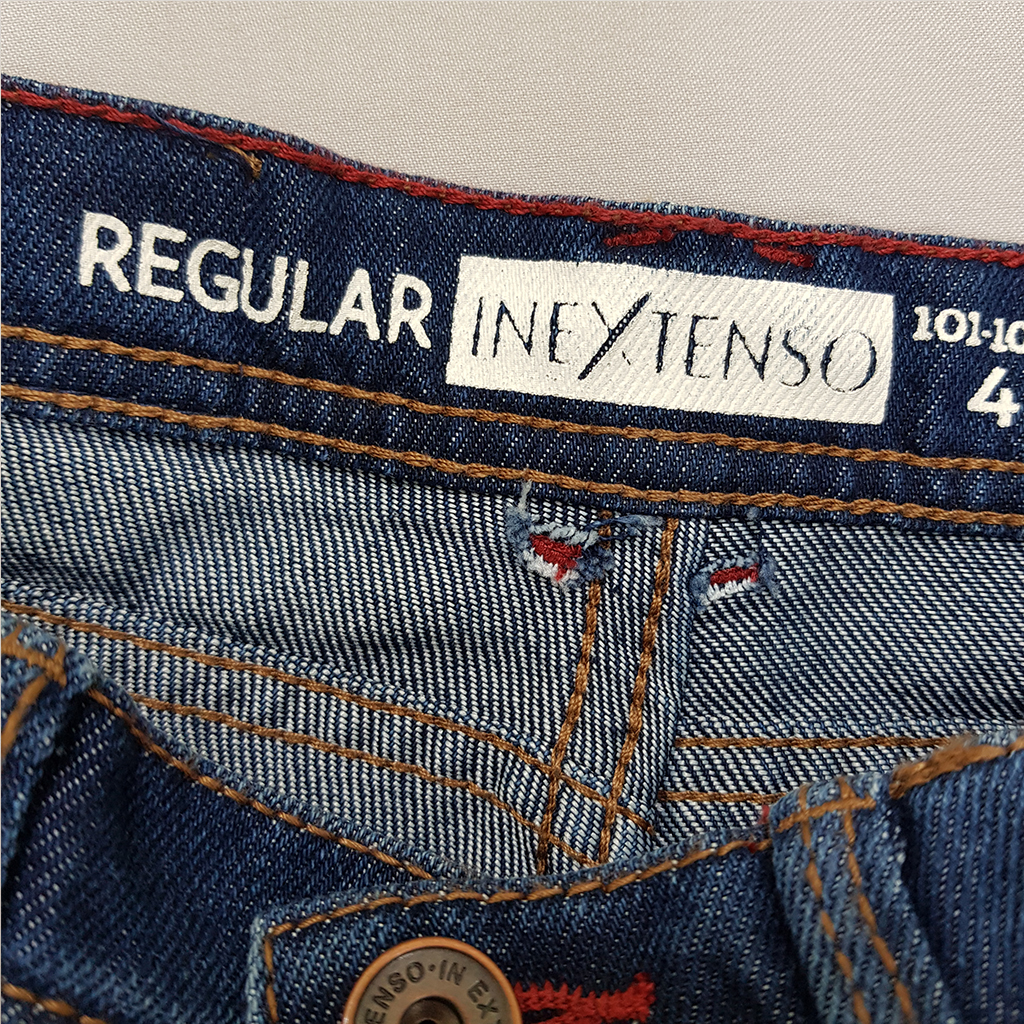 REGULAR
INEXTENSO
101-10
4
ENSO·IN EX